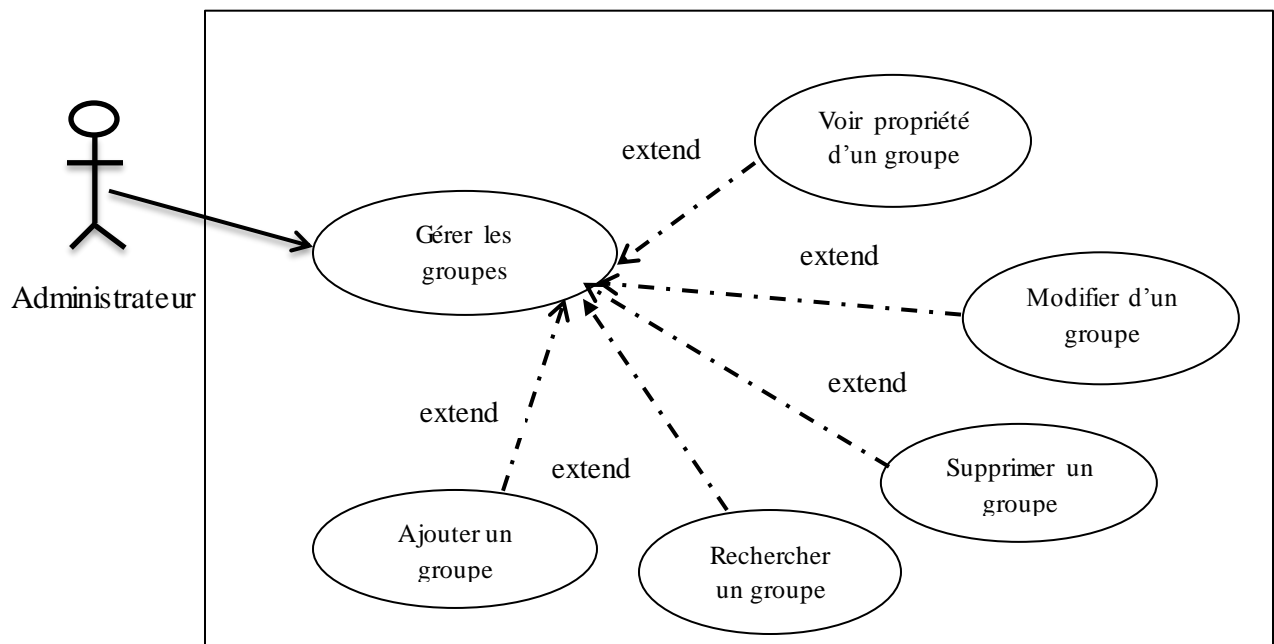 Voir propriété
d'un groupe
extend
Gérer les
groupes
extend
Administrateur
Modifier d'un
groupe
extend
extend
Supprimer un
groupe
extend
Ajouter un
groupe
Rechercher
un groupe